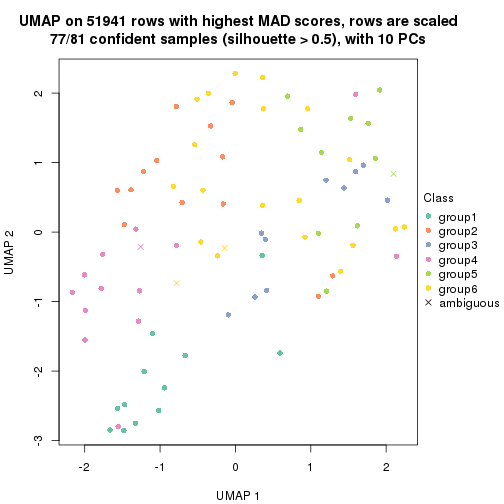 UMAP on 51941 rows with highest MAD scores, rows are scaled
77/81 confident samples (silhouette > 0.5), with 10 PCs
UMAP 2
2
1
0
-1
-2
-3
-2
-1
0
1
2
UMAP 1
Class
group1
group2
group3
group4
group5
group6
ambiguous